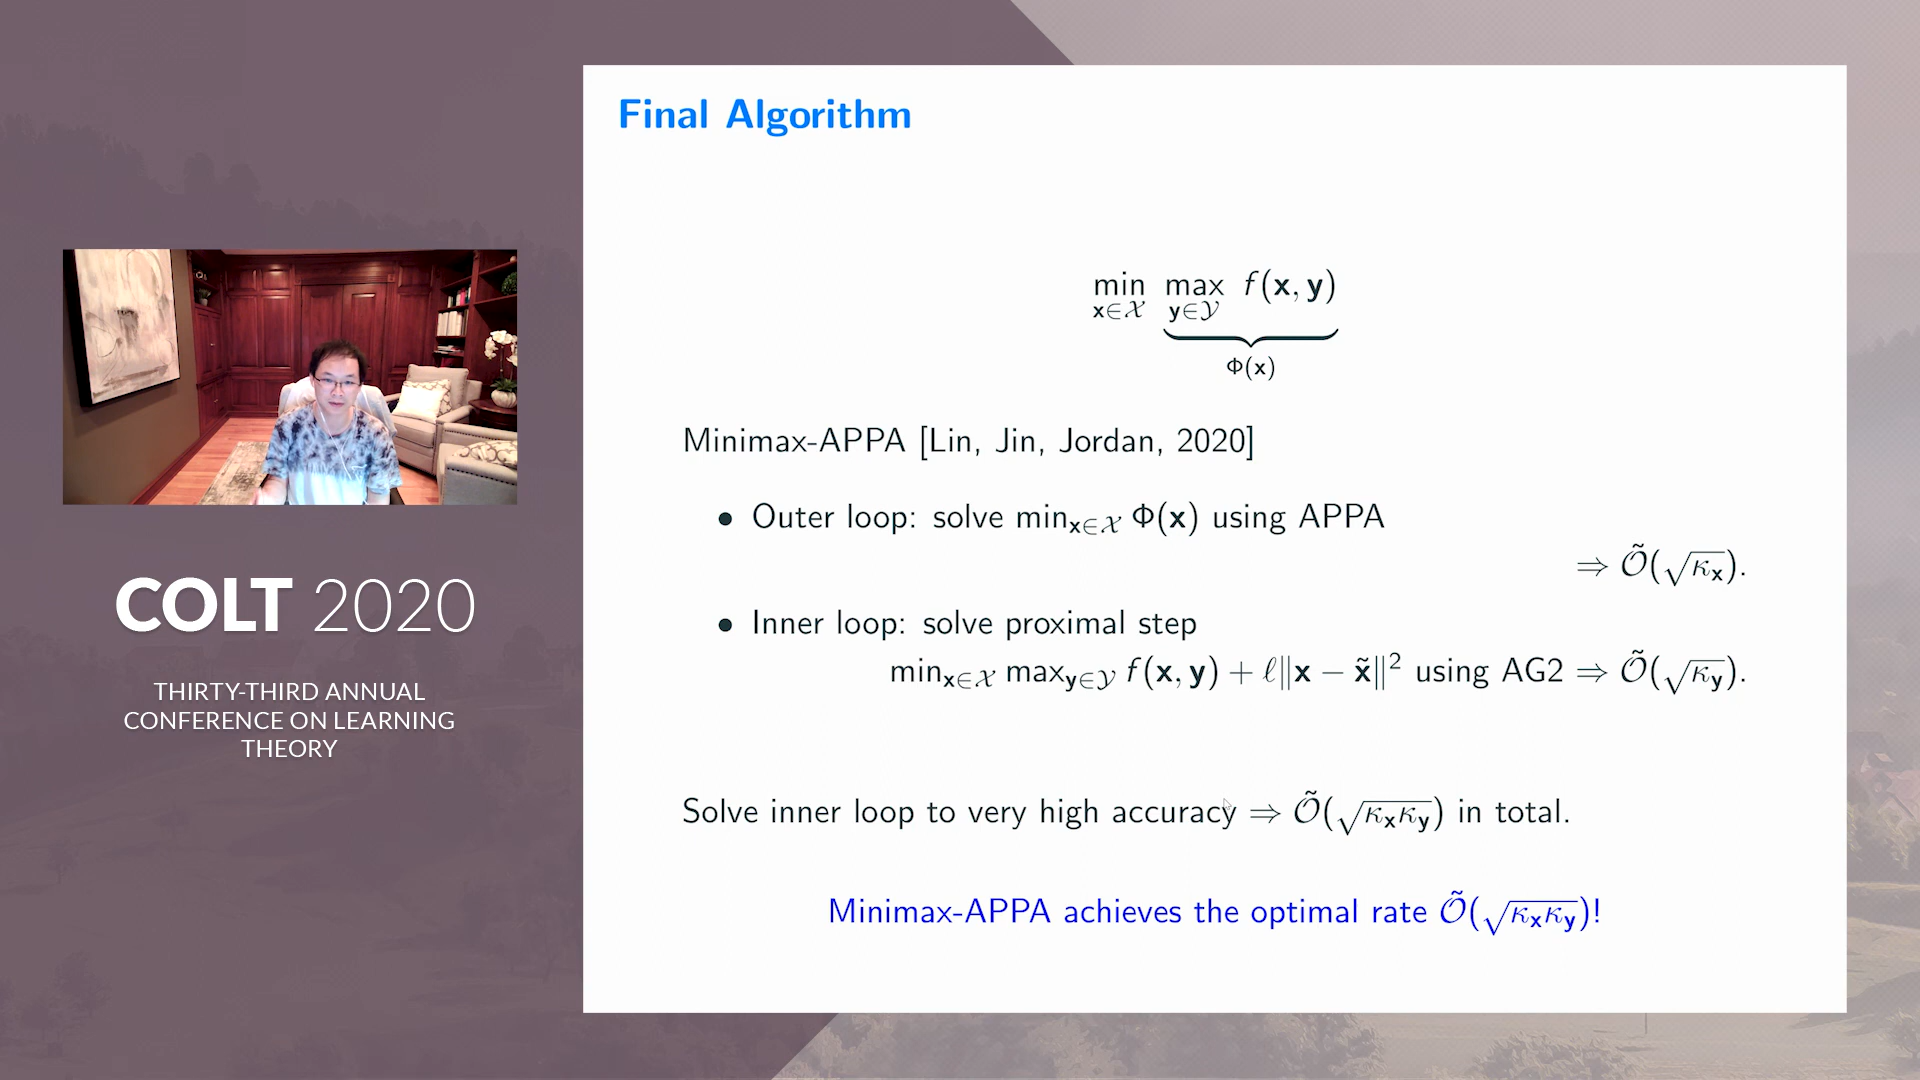 COLT 2020
THIRTY-THIRD ANNUAL
CONFERENCE ON LEARNING
THEORY
Final Algorithm
min max f(x, y)
x∈𝒳 y∈𝒴
Φ(x)
Minimax-APPA [Lin, Jin, Jordan, 2020]
• Outer loop: solve min_{x∈𝒳} Φ(x) using APPA
⇒ Õ(√κ_x).
• Inner loop: solve proximal step
min_{x∈𝒳} max_{y∈𝒴} f(x, y) + ℓ‖x − x̃‖² using AG2 ⇒ Õ(√κ_y).
Solve inner loop to very high accuracy ⇒ Õ(√κ_xκ_y) in total.
Minimax-APPA achieves the optimal rate Õ(√κ_xκ_y)!